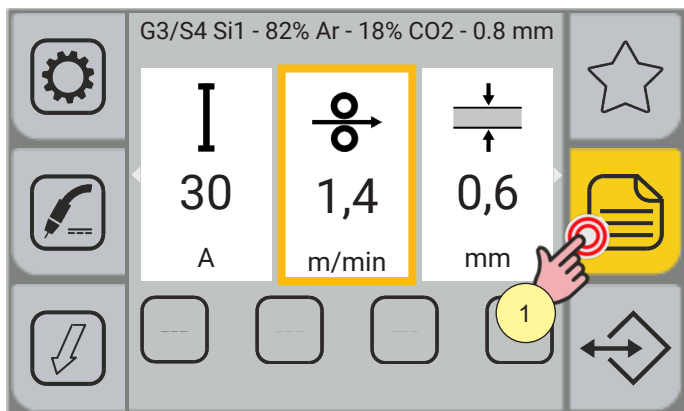 G3/S4 Si1 - 82% Ar - 18% CO2 - 0.8 mm
30 1,4 0,6
A m/min mm
--- --- ---
1